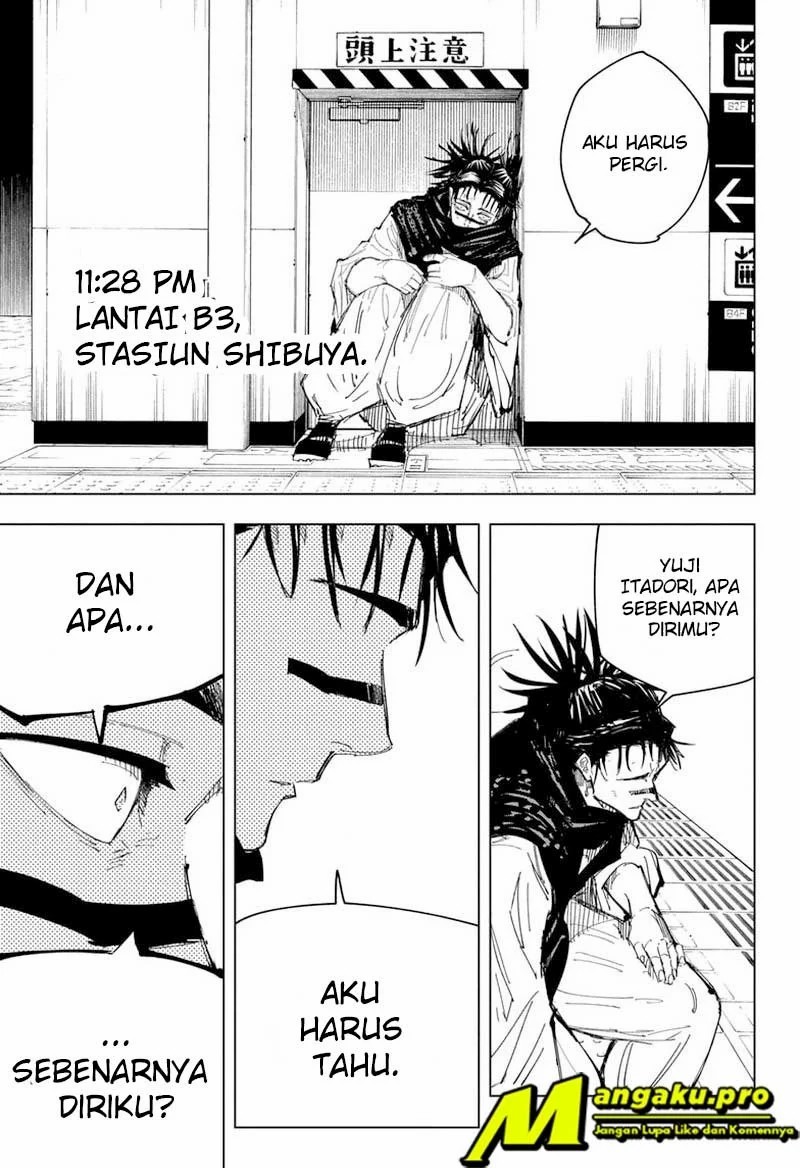 頭上注意
AKU HARUS
PERGI.
B2F
B4F
11:28 PM
LANTAI B3,
STASIUN SHIBUYA.
YUJI
ITADORI, APA
SEBENARNYA
DIRIMU?
AKU
HARUS
TAHU.
DAN
APA...
...
SEBENARNYA
DIRIKU?
Mangaku.pro
Jangan Lupa Like dan Komennya